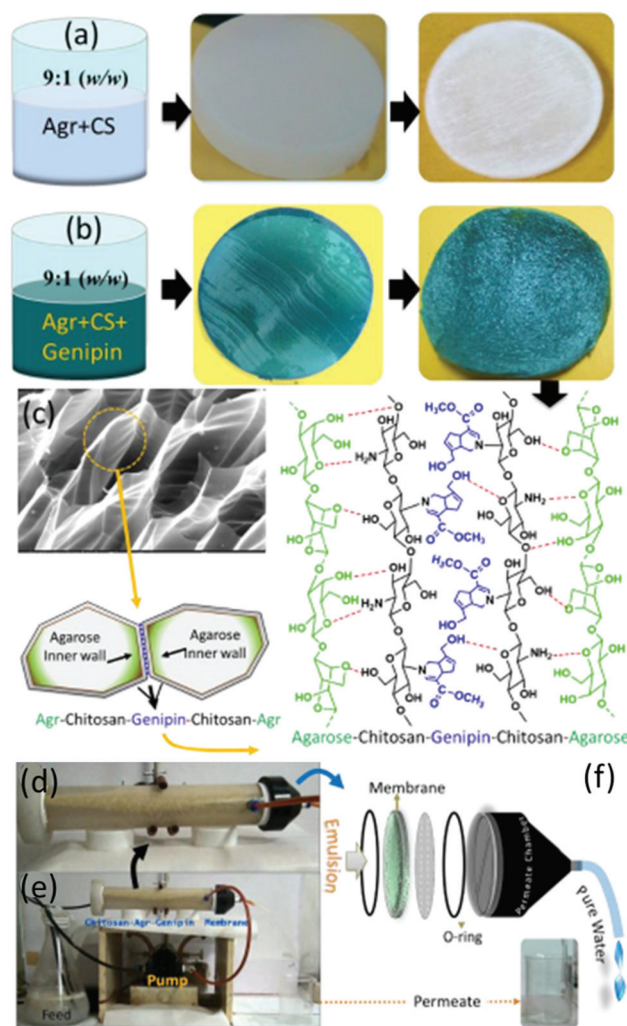 (a)
9:1 (w/w)
Agr+CS
(b)
9:1 (w/w)
Agr+CS+
Genipin
(c)
Agarose
Inner wall
Agarose
Inner wall
Agr-Chitosan-Genipin-Chitosan-Agr
Agarose-Chitosan-Genipin-Chitosan-Agarose
(d)
(e)
Chitosan-Agr-Genipin Membrane
Pump
Feed
(f)
Membrane
Emulsion
O-ring
Permeate Chamber
Pure Water
Permeate